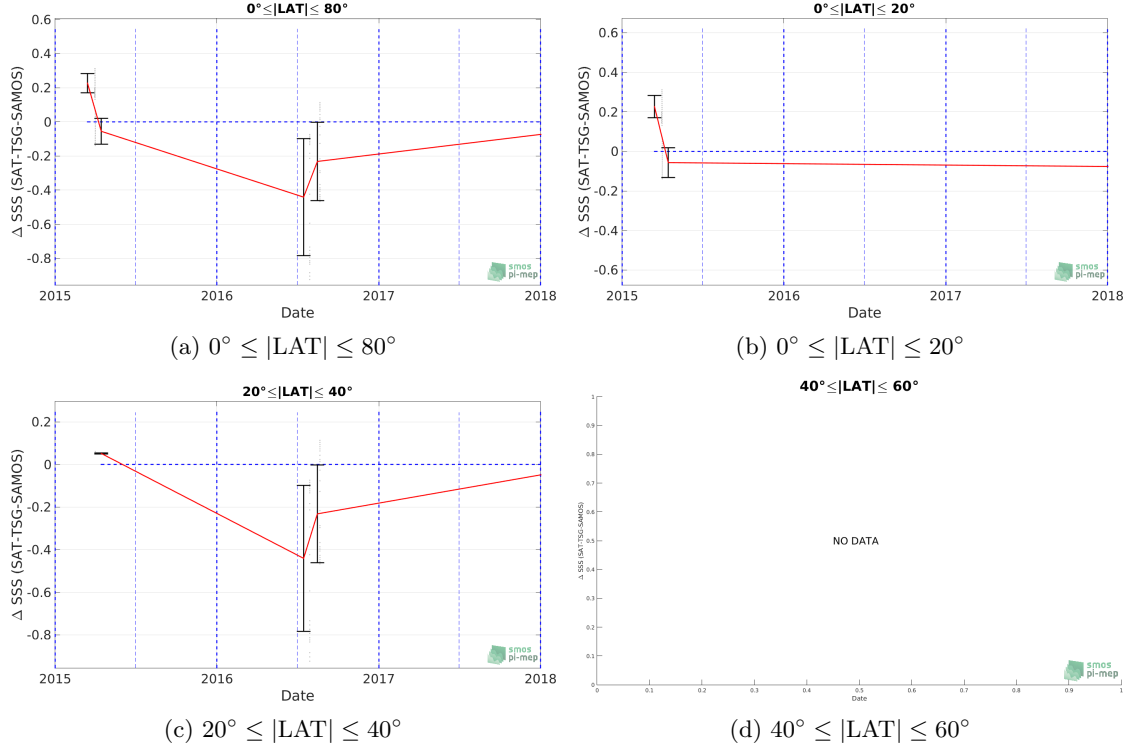 0°≤|LAT|≤ 80°
0.6
0.4
0.2
0
-0.2
-0.4
-0.6
-0.8
Δ SSS (SAT-TSG-SAMOS)
2015 2016 2017 2018
Date
smos
pi-mep
(a) 0° ≤ |LAT| ≤ 80°
0°≤|LAT|≤ 20°
0.6
0.4
0.2
0
-0.2
-0.4
-0.6
Δ SSS (SAT-TSG-SAMOS)
2015 2016 2017 2018
Date
smos
pi-mep
(b) 0° ≤ |LAT| ≤ 20°
20°≤|LAT|≤ 40°
0.2
0
-0.2
-0.4
-0.6
-0.8
Δ SSS (SAT-TSG-SAMOS)
2015 2016 2017 2018
Date
smos
pi-mep
(c) 20° ≤ |LAT| ≤ 40°
40°≤|LAT|≤ 60°
1
0.9
0.8
0.7
0.6
0.5
0.4
0.3
0.2
0.1
0
Δ SSS (SAT-TSG-SAMOS)
NO DATA
0 0.1 0.2 0.3 0.4 0.5 0.6 0.7 0.8 0.9 1
Date
smos
pi-mep
(d) 40° ≤ |LAT| ≤ 60°